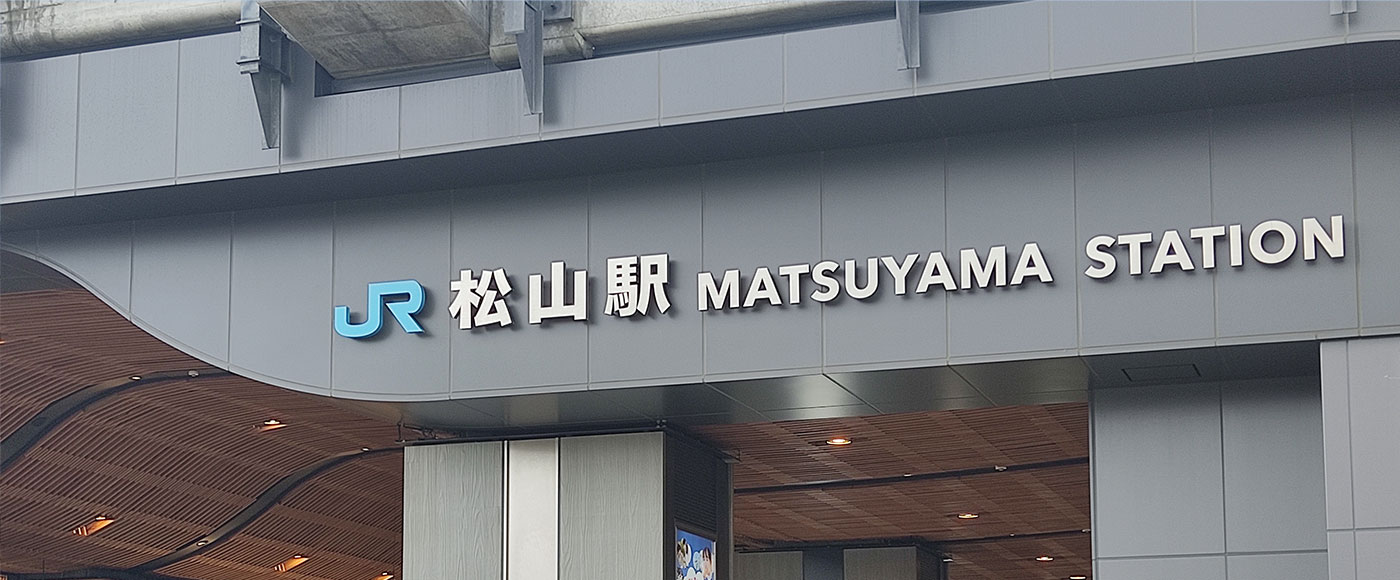 JR 松山駅 MATSUYAMA STATION